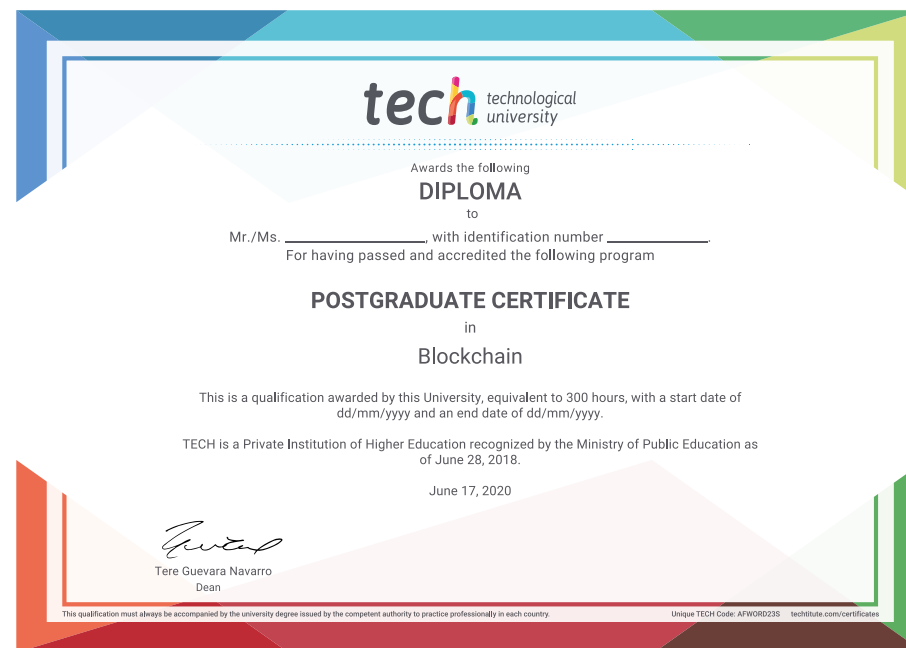 tech technological
university
Awards the following
DIPLOMA
to
Mr./Ms. ____________________, with identification number ______________.
For having passed and accredited the following program
POSTGRADUATE CERTIFICATE
in
Blockchain
This is a qualification awarded by this University, equivalent to 300 hours, with a start date of
dd/mm/yyyy and an end date of dd/mm/yyyy.
TECH is a Private Institution of Higher Education recognized by the Ministry of Public Education as
of June 28, 2018.
June 17, 2020
Tere Guevara Navarro
Dean
This qualification must always be accompanied by the university degree issued by the competent authority to practice professionally in each country.
Unique TECH Code: AFWORD23S techtitute.com/certificates